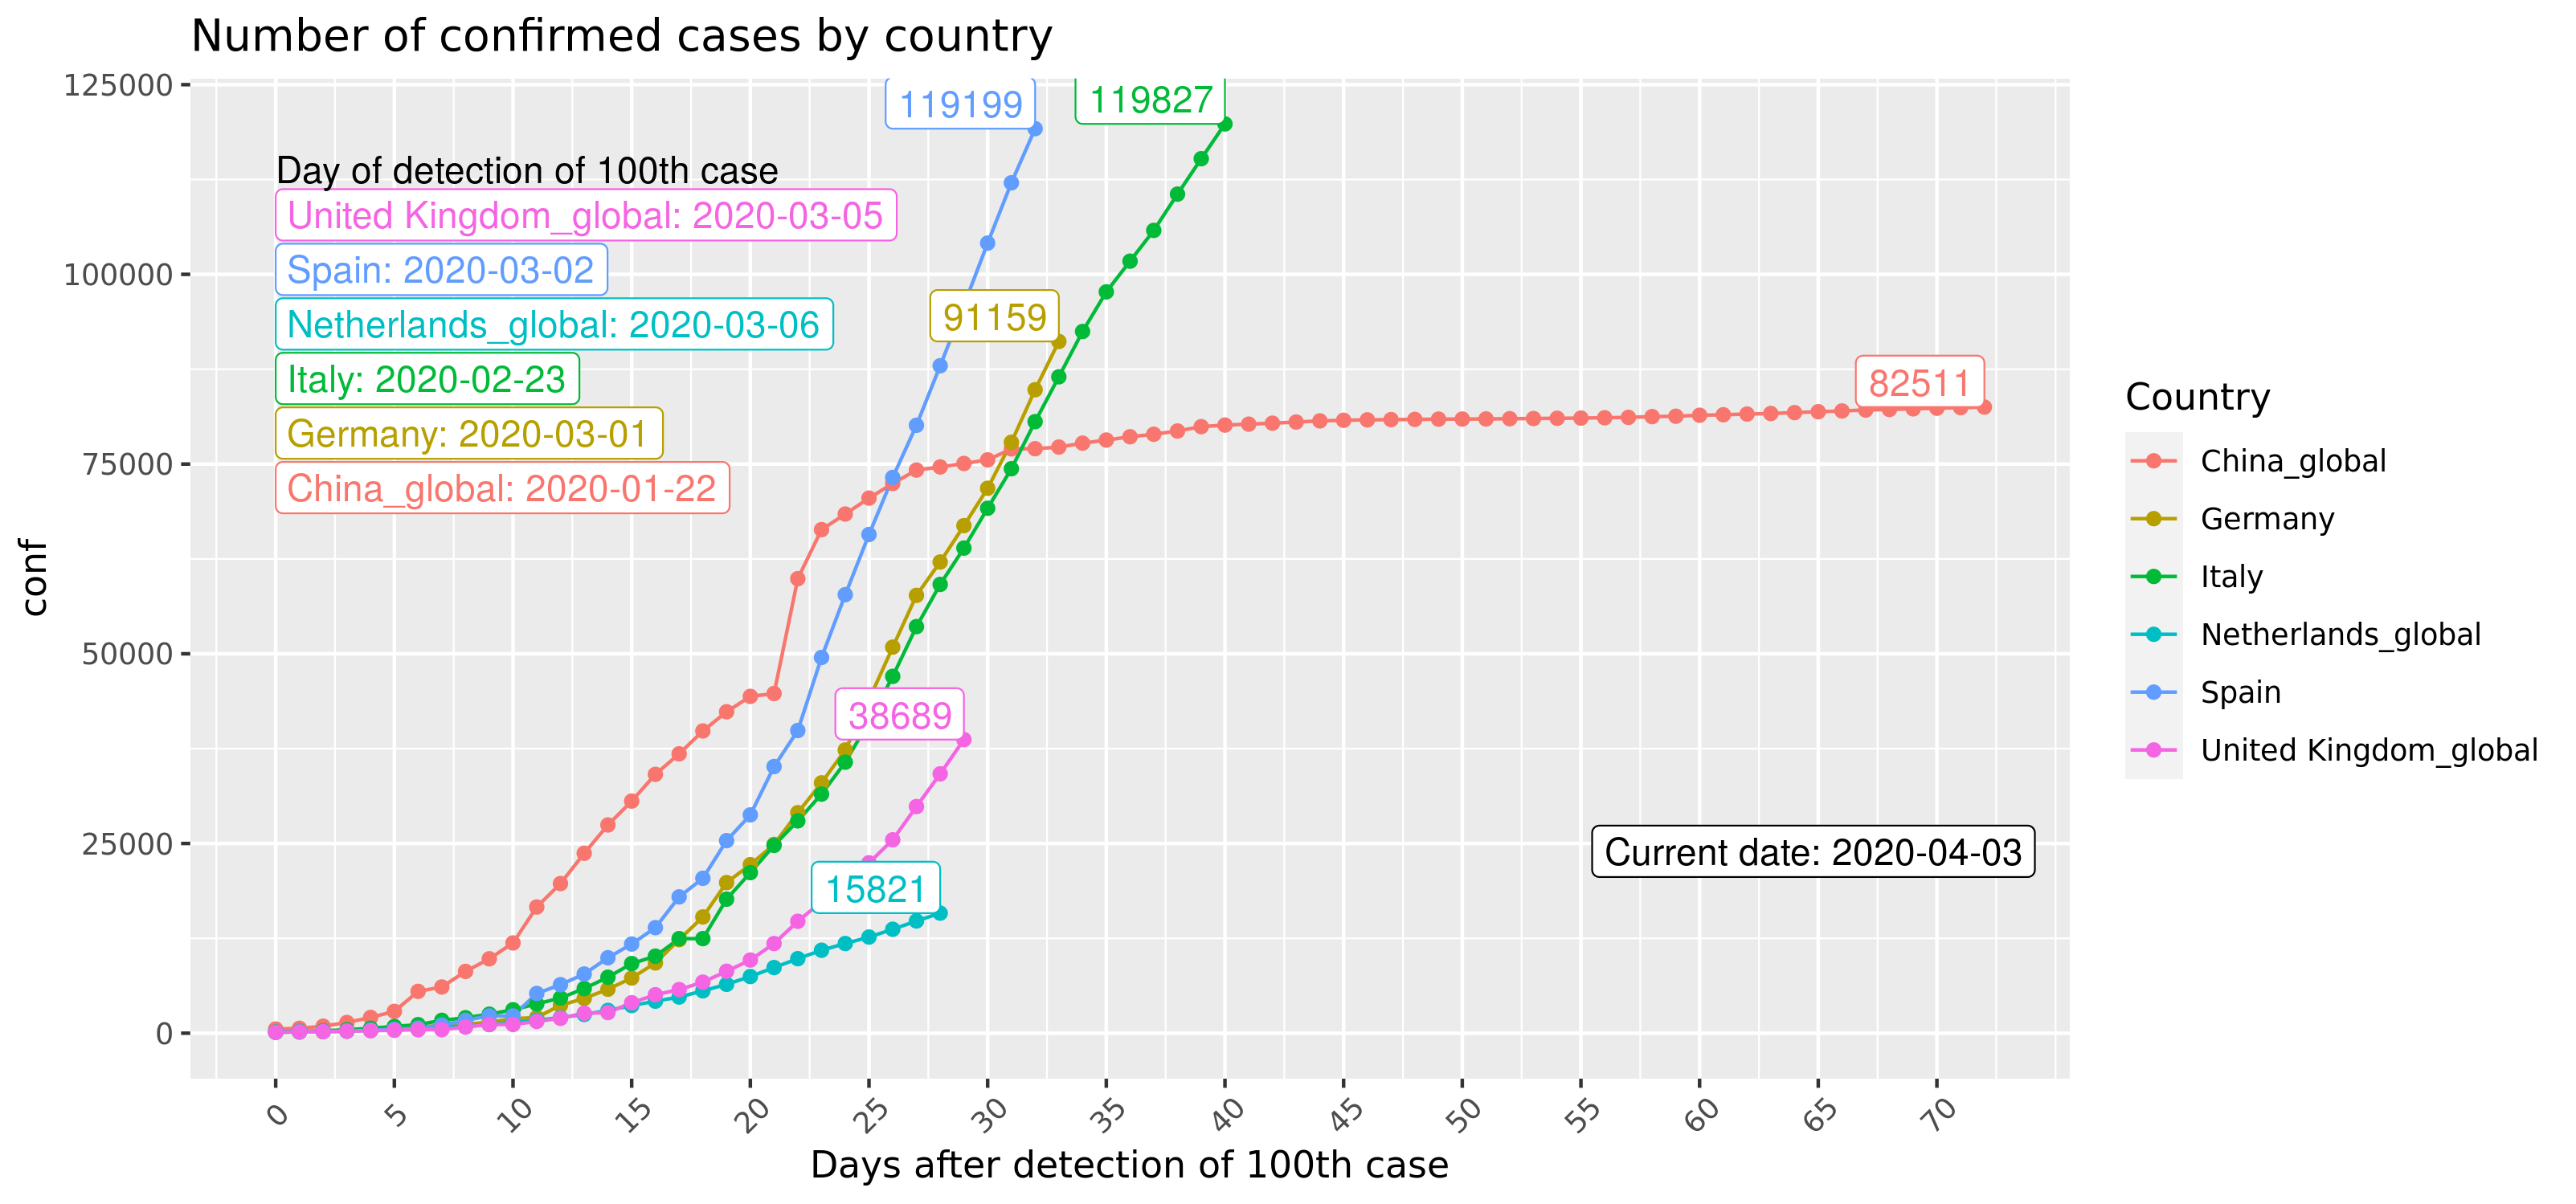 Number of confirmed cases by country
125000
100000
75000
50000
25000
0
conf
119199
119827
Day of detection of 100th case
United Kingdom_global: 2020-03-05
Spain: 2020-03-02
Netherlands_global: 2020-03-06
Italy: 2020-02-23
Germany: 2020-03-01
China_global: 2020-01-22
91159
82511
38689
15821
Current date: 2020-04-03
0 5 10 15 20 25 30 35 40 45 50 55 60 65 70
Days after detection of 100th case
Country
China_global
Germany
Italy
Netherlands_global
Spain
United Kingdom_global